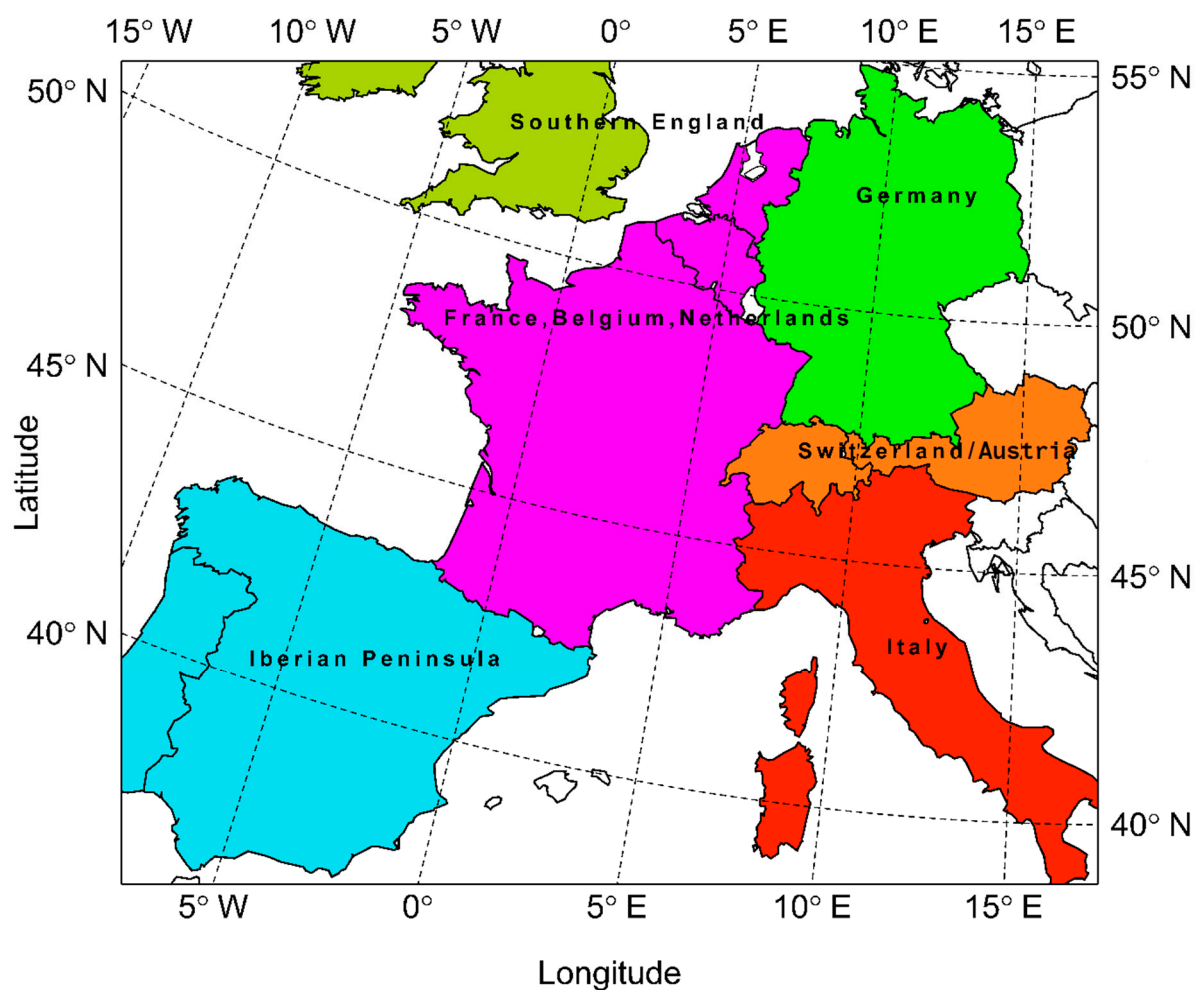 15° W 10° W 5° W 0° 5° E 10° E 15° E
50° N 55° N
Southern England
Germany
France,Belgium,Netherlands 50° N
45° N
Switzerland/Austria
Latitude
45° N
40° N
Italy
Iberian Peninsula
40° N
5° W 0° 5° E 10° E 15° E
Longitude